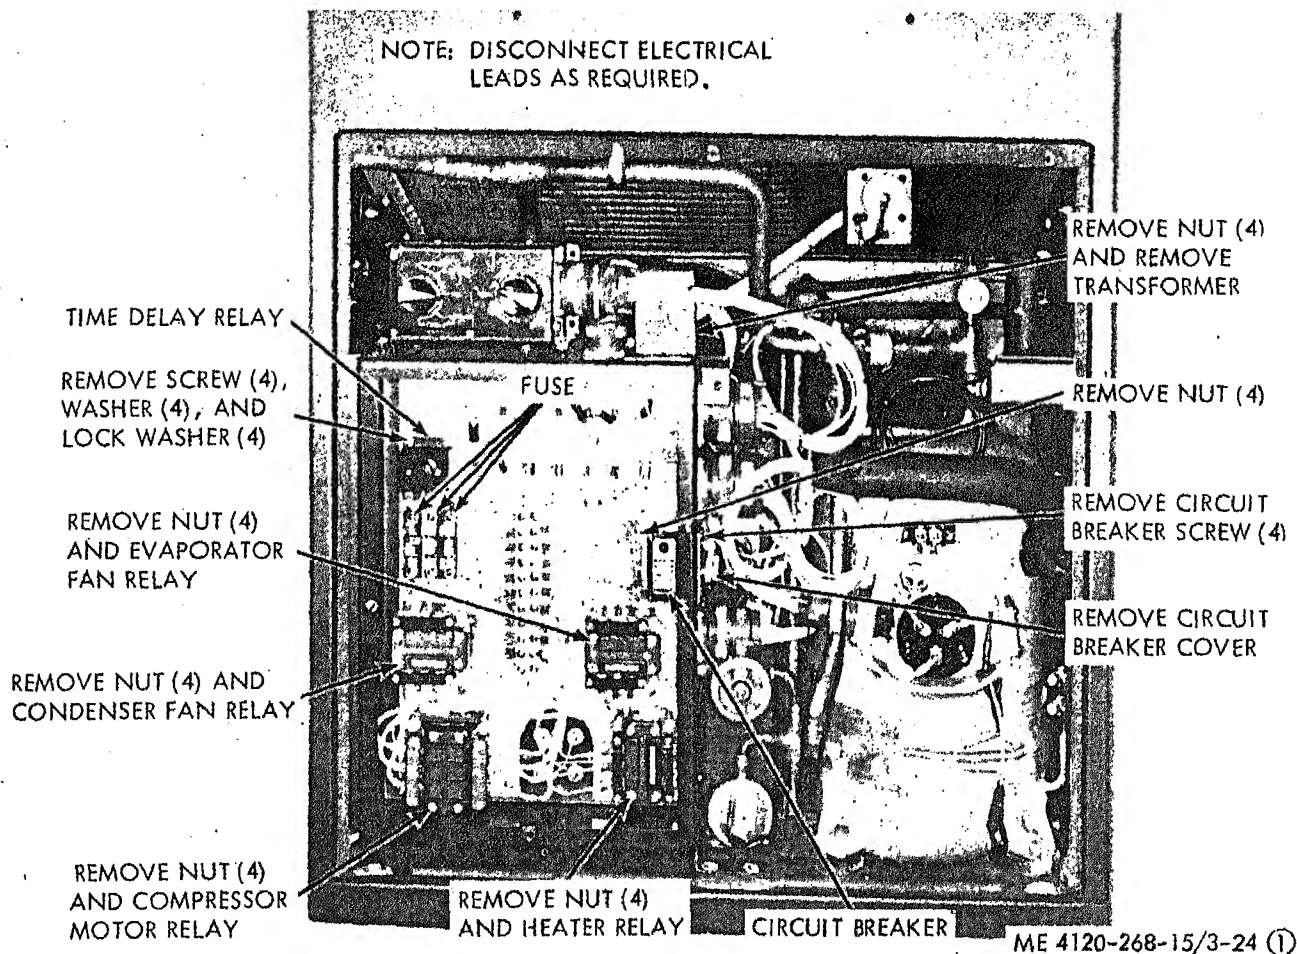 NOTE: DISCONNECT ELECTRICAL
LEADS AS REQUIRED.
REMOVE NUT (4)
AND REMOVE
TRANSFORMER
TIME DELAY RELAY
REMOVE SCREW (4),
WASHER (4), AND
LOCK WASHER (4)
FUSE
REMOVE NUT (4)
REMOVE CIRCUIT
BREAKER SCREW (4)
REMOVE NUT (4)
AND EVAPORATOR
FAN RELAY
REMOVE CIRCUIT
BREAKER COVER
REMOVE NUT (4) AND
CONDENSER FAN RELAY
REMOVE NUT (4)
AND COMPRESSOR
MOTOR RELAY
REMOVE NUT (4)
AND HEATER RELAY
CIRCUIT BREAKER
ME 4120-268-15/3-24 ①